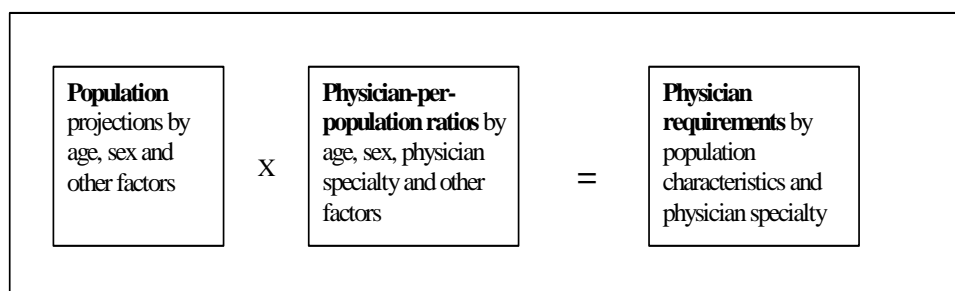 Population
projections by
age, sex and
other factors
X
Physician-per-
population ratios by
age, sex, physician
specialty and other
factors
=
Physician
requirements by
population
characteristics and
physician specialty